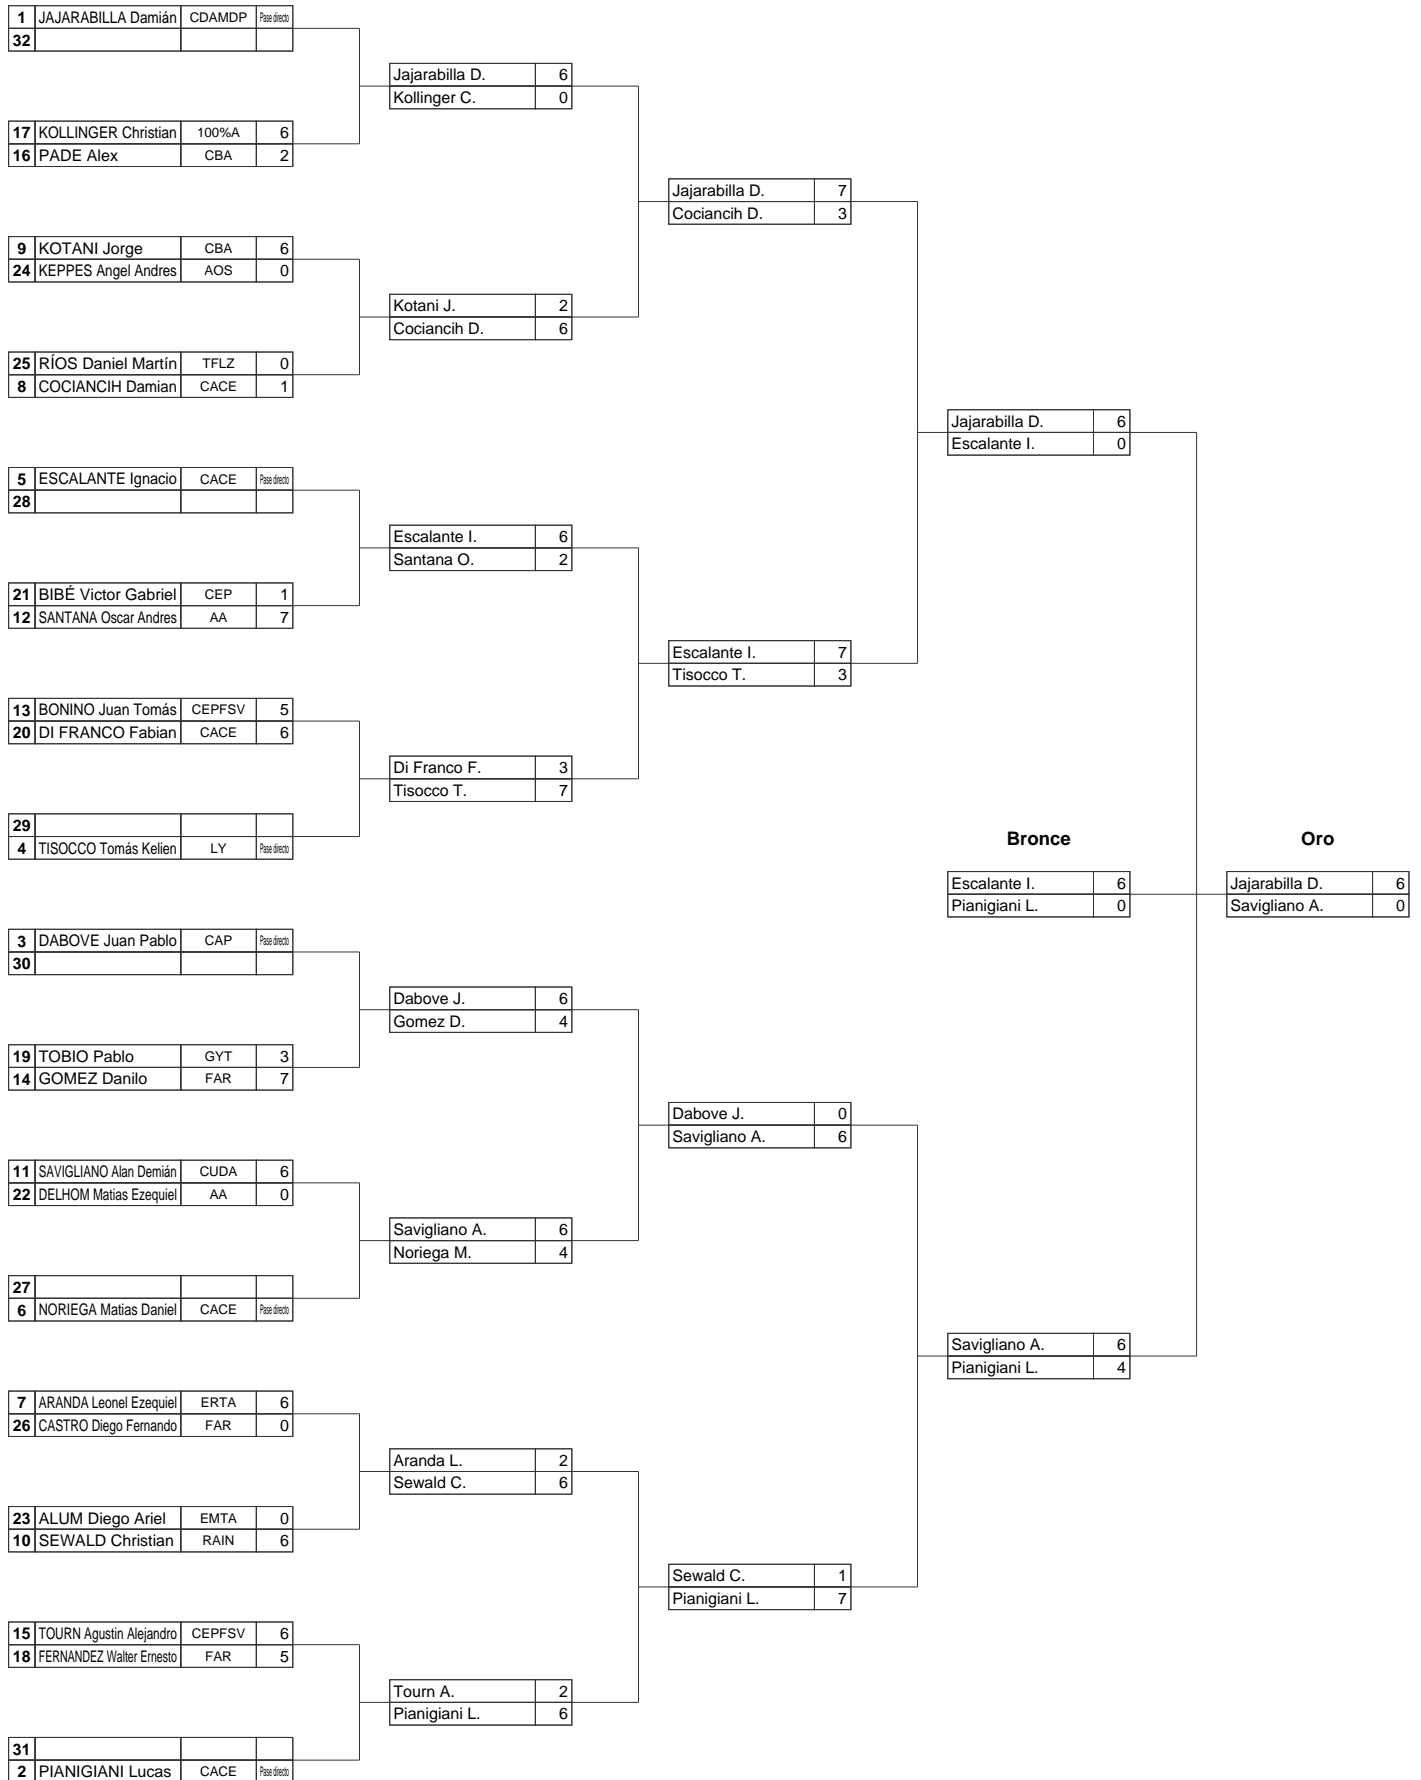 1 JAJARABILLA Damián CDAMDP Pase directo
32
Jajarabilla D. 6
Kollinger C. 0
17 KOLLINGER Christian 100%A 6
16 PADE Alex CBA 2
Jajarabilla D. 7
Cociancih D. 3
9 KOTANI Jorge CBA 6
24 KEPPES Angel Andres AOS 0
Kotani J. 2
Cociancih D. 6
25 RÍOS Daniel Martín TFLZ 0
8 COCIANCIH Damian CACE 1
Jajarabilla D. 6
Escalante I. 0
5 ESCALANTE Ignacio CACE Pase directo
28
Escalante I. 6
Santana O. 2
21 BIBÉ Victor Gabriel CEP 1
12 SANTANA Oscar Andres AA 7
Escalante I. 7
Tisocco T. 3
13 BONINO Juan Tomás CEPFSV 5
20 DI FRANCO Fabian CACE 6
Di Franco F. 3
Tisocco T. 7
29
4 TISOCCO Tomás Kelien LY Pase directo
Bronce Oro
Escalante I. 6 Jajarabilla D. 6
Pianigiani L. 0 Savigliano A. 0
3 DABOVE Juan Pablo CAP Pase directo
30
Dabove J. 6
Gomez D. 4
19 TOBIO Pablo GYT 3
14 GOMEZ Danilo FAR 7
Dabove J. 0
Savigliano A. 6
11 SAVIGLIANO Alan Demián CUDA 6
22 DELHOM Matias Ezequiel AA 0
Savigliano A. 6
Noriega M. 4
27
6 NORIEGA Matias Daniel CACE Pase directo
Savigliano A. 6
Pianigiani L. 4
7 ARANDA Leonel Ezequiel ERTA 6
26 CASTRO Diego Fernando FAR 0
Aranda L. 2
Sewald C. 6
23 ALUM Diego Ariel EMTA 0
10 SEWALD Christian RAIN 6
Sewald C. 1
Pianigiani L. 7
15 TOURN Agustin Alejandro CEPFSV 6
18 FERNANDEZ Walter Ernesto FAR 5
Tourn A. 2
Pianigiani L. 6
31
2 PIANIGIANI Lucas CACE Pase directo